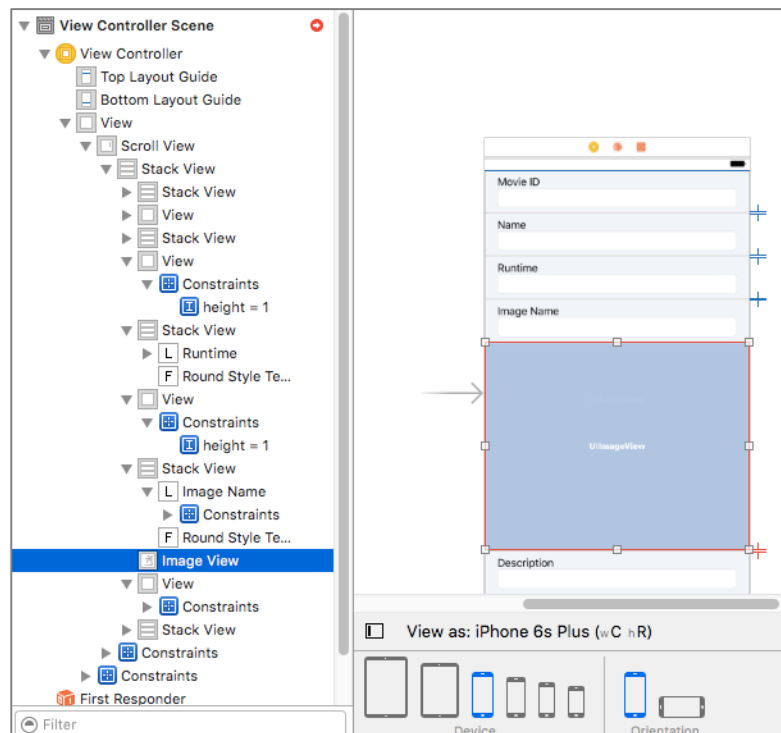 View Controller Scene
View Controller
Top Layout Guide
Bottom Layout Guide
View
Scroll View
Stack View
Stack View
View
Stack View
View
Constraints
height = 1
Stack View
L Runtime
F Round Style Te...
View
Constraints
height = 1
Stack View
L Image Name
Constraints
F Round Style Te...
Image View
View
Constraints
Stack View
Constraints
Constraints
First Responder
Filter
Movie ID
Name
Runtime
Image Name
UIImageView
Description
View as: iPhone 6s Plus (wC hR)
Device
Orientation